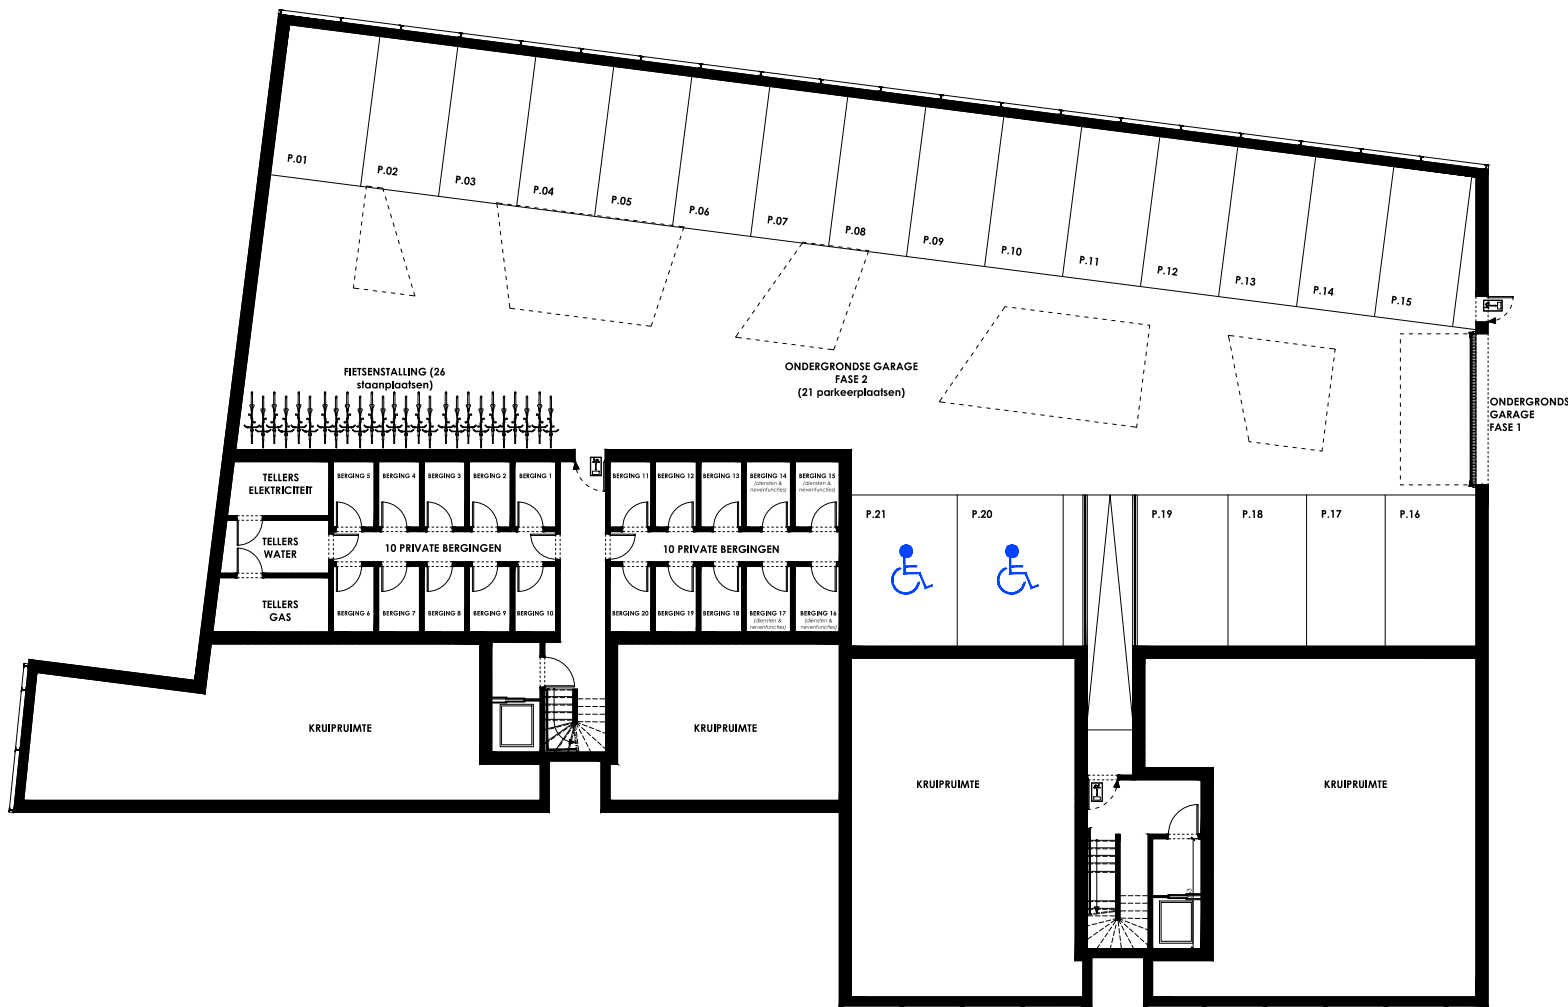 P.01
P.02
P.03
P.04
P.05
P.06
P.07
P.08
P.09
P.10
P.11
P.12
P.13
P.14
P.15
FIETSENSTALLING (26
staanplaatsen)
ONDERGRONDSE GARAGE
FASE 2
(21 parkeerplaatsen)
ONDERGRONDS
GARAGE
FASE 1
TELLERS
ELEKTRICITEIT
BERGING 5
BERGING 4
BERGING 3
BERGING 2
BERGING 1
BERGING 11
BERGING 12
BERGING 13
BERGING 14
(diensten &
nevenfuncties)
BERGING 15
(diensten &
nevenfuncties)
P.21
P.20
P.19
P.18
P.17
P.16
TELLERS
WATER
10 PRIVATE BERGINGEN
10 PRIVATE BERGINGEN
TELLERS
GAS
BERGING 6
BERGING 7
BERGING 8
BERGING 9
BERGING 10
BERGING 20
BERGING 19
BERGING 18
BERGING 17
(diensten &
nevenfuncties)
BERGING 16
(diensten &
nevenfuncties)
KRUIPRUIMTE
KRUIPRUIMTE
KRUIPRUIMTE
KRUIPRUIMTE